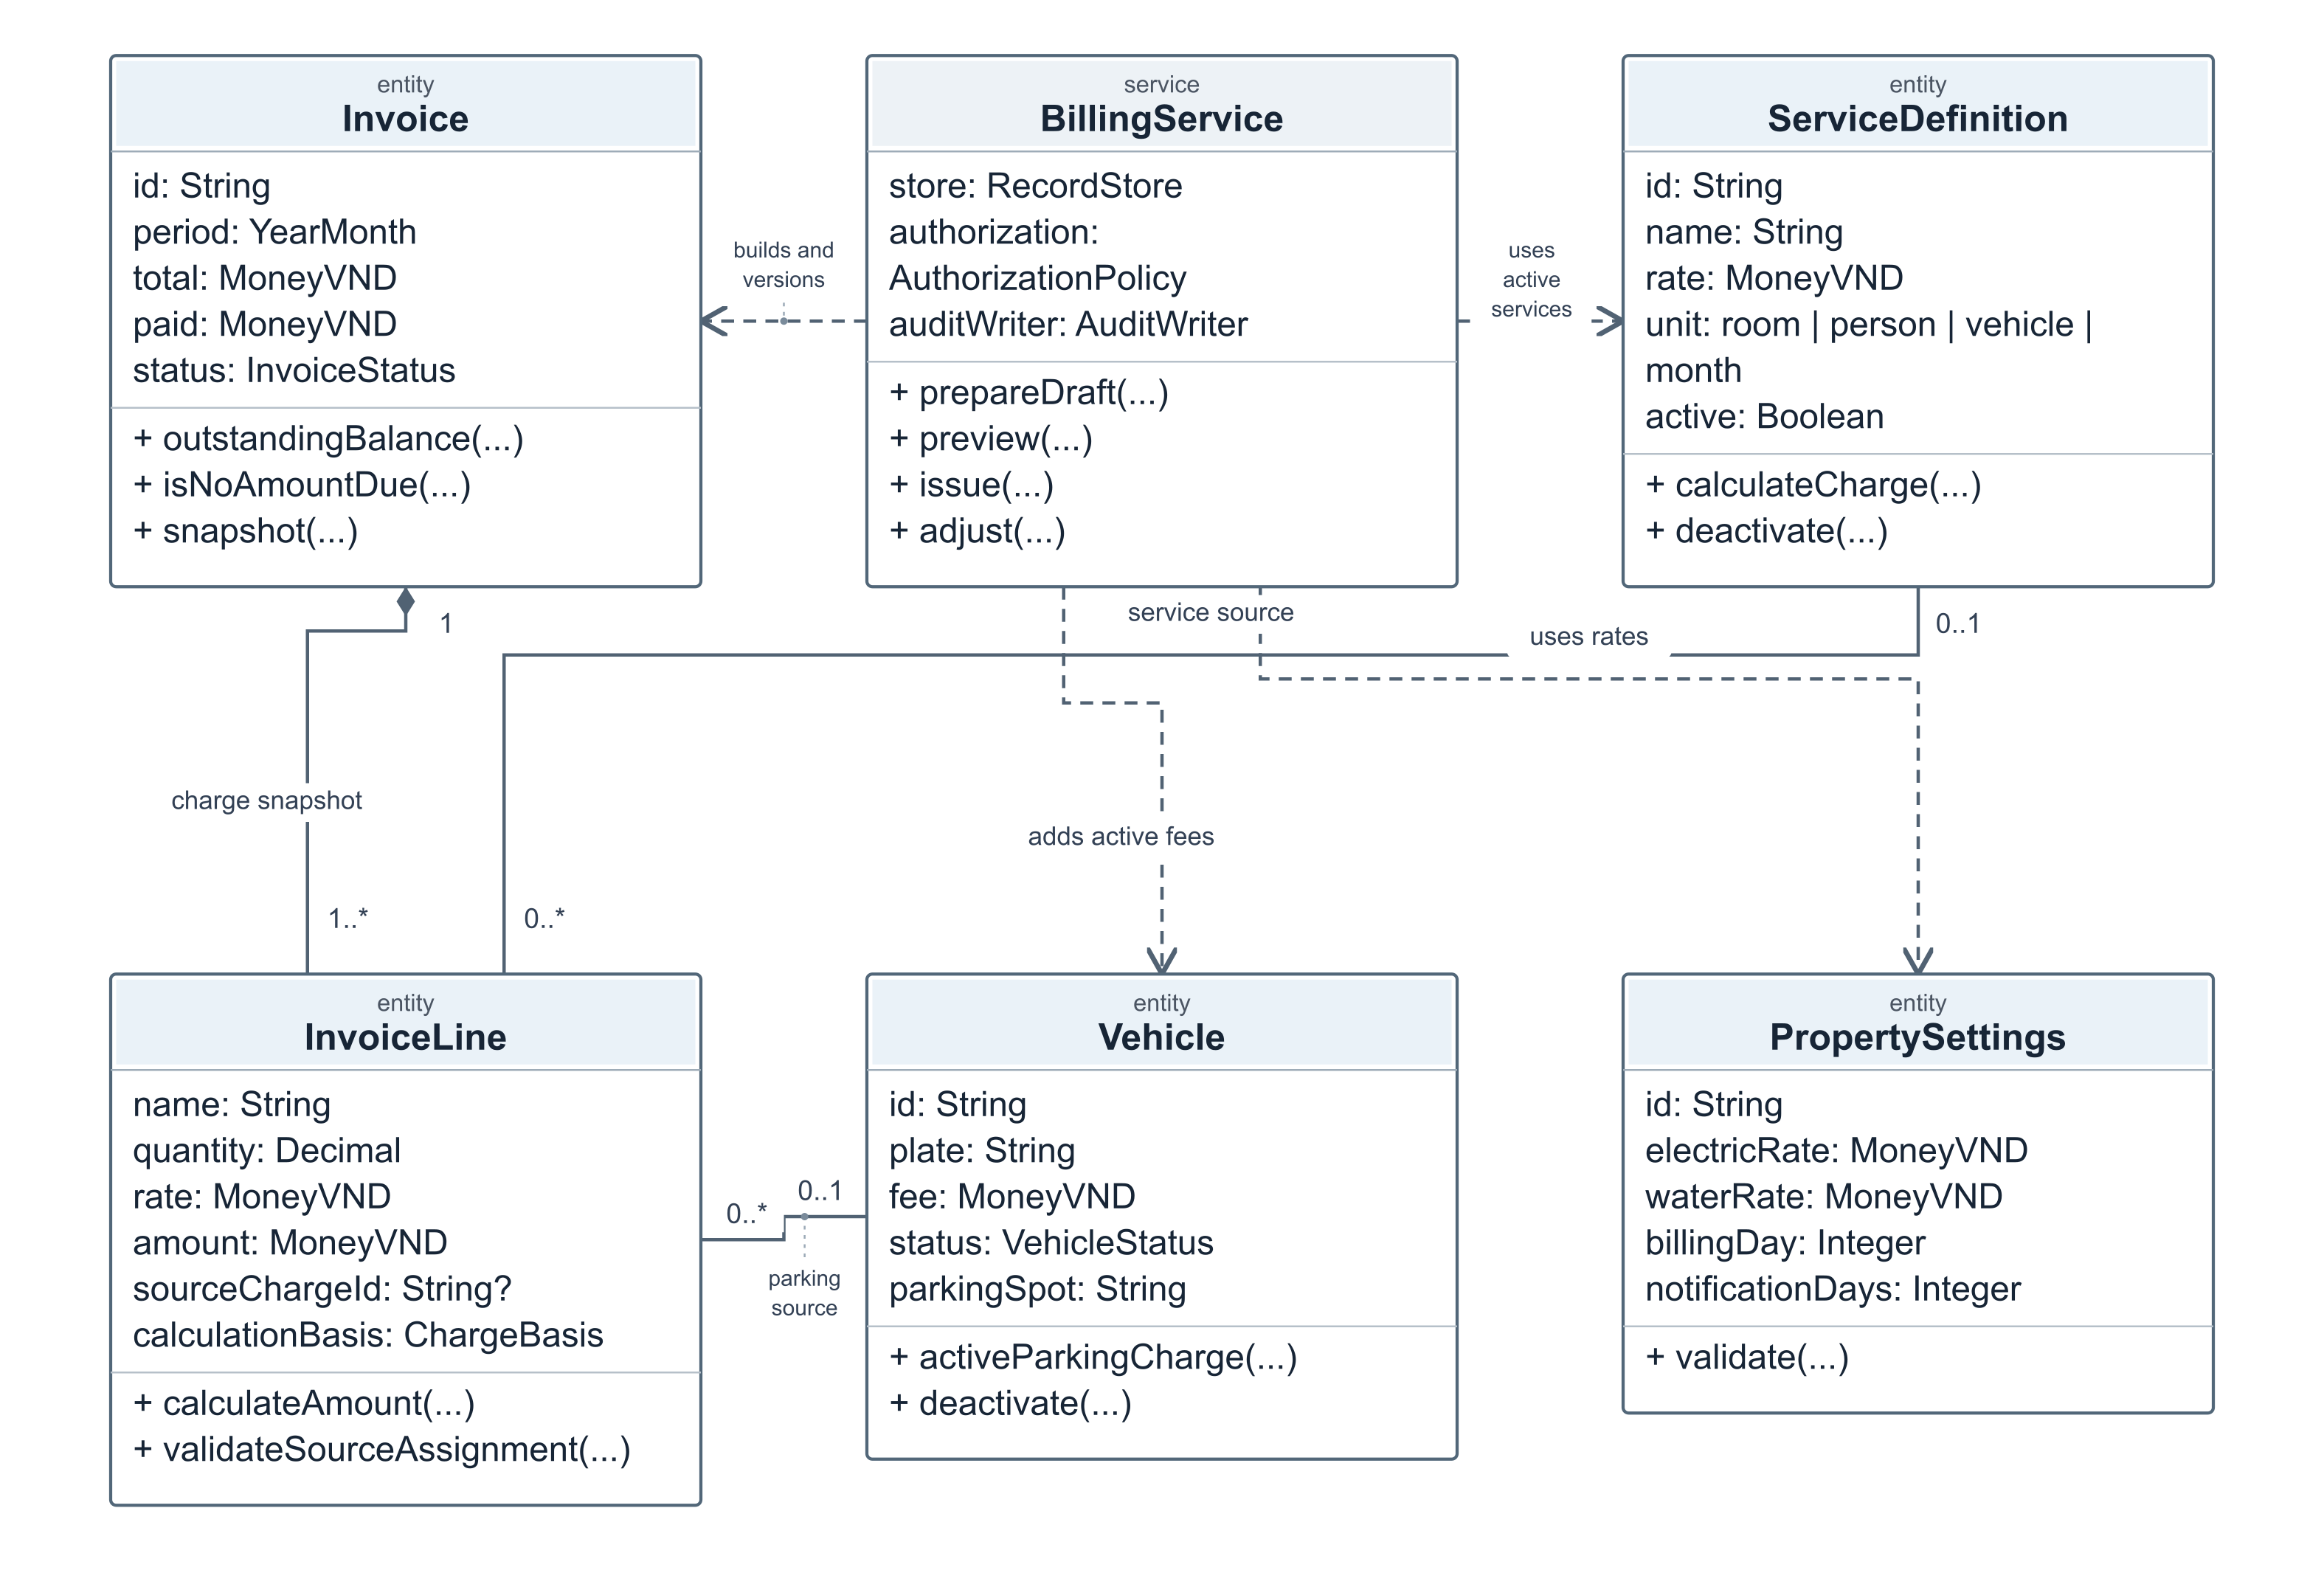 entity
Invoice
id: String
period: YearMonth
total: MoneyVND
paid: MoneyVND
status: InvoiceStatus
+ outstandingBalance(...)
+ isNoAmountDue(...)
+ snapshot(...)
builds and
versions
service
BillingService
store: RecordStore
authorization:
AuthorizationPolicy
auditWriter: AuditWriter
+ prepareDraft(...)
+ preview(...)
+ issue(...)
+ adjust(...)
uses
active
services
entity
ServiceDefinition
id: String
name: String
rate: MoneyVND
unit: room | person | vehicle |
month
active: Boolean
+ calculateCharge(...)
+ deactivate(...)
1
service source
uses rates
0..1
charge snapshot
adds active fees
1..*
0..*
entity
InvoiceLine
name: String
quantity: Decimal
rate: MoneyVND
amount: MoneyVND
sourceChargeId: String?
calculationBasis: ChargeBasis
+ calculateAmount(...)
+ validateSourceAssignment(...)
0..*
0..1
parking
source
entity
Vehicle
id: String
plate: String
fee: MoneyVND
status: VehicleStatus
parkingSpot: String
+ activeParkingCharge(...)
+ deactivate(...)
entity
PropertySettings
id: String
electricRate: MoneyVND
waterRate: MoneyVND
billingDay: Integer
notificationDays: Integer
+ validate(...)